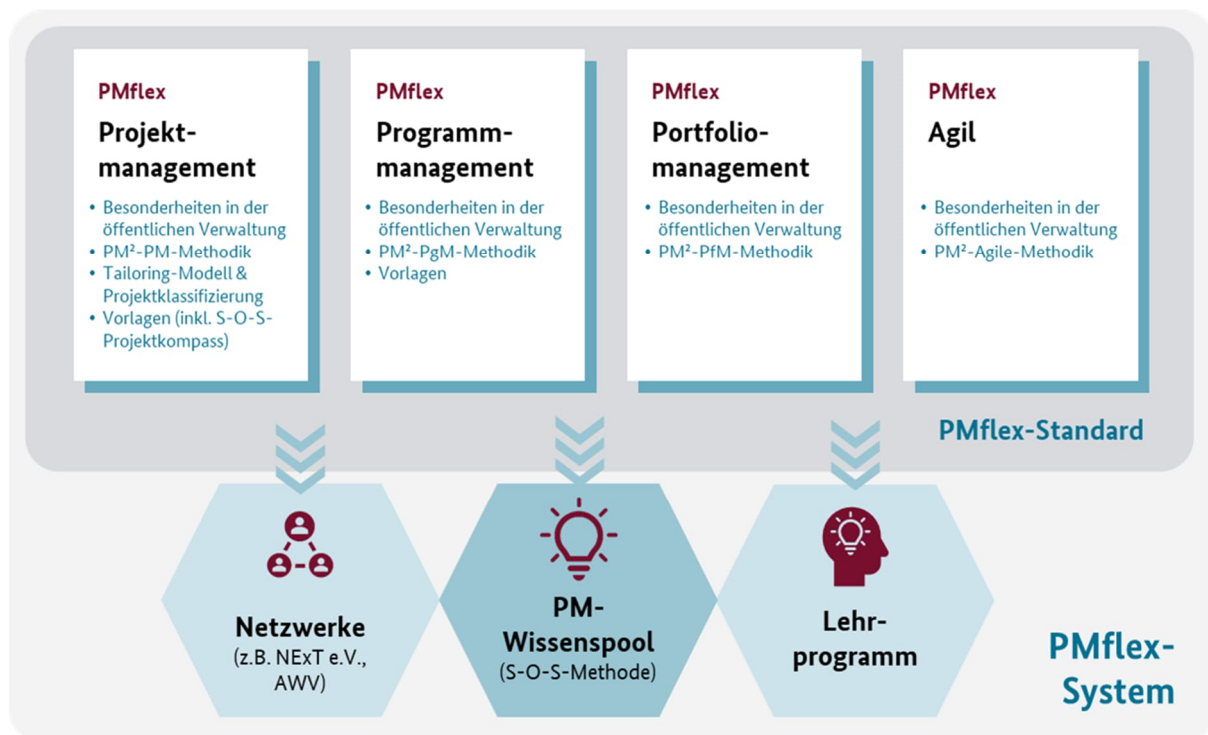 PMflex
Projekt-
management
• Besonderheiten in der
öffentlichen Verwaltung
• PM²-PM-Methodik
• Tailoring-Modell &
Projektklassifizierung
• Vorlagen (inkl. S-O-S-
Projektkompass)
PMflex
Programm-
management
• Besonderheiten in der
öffentlichen Verwaltung
• PM²-PgM-Methodik
• Vorlagen
PMflex
Portfolio-
management
• Besonderheiten in der
öffentlichen Verwaltung
• PM²-PfM-Methodik
PMflex
Agil
• Besonderheiten in der
öffentlichen Verwaltung
• PM²-Agile-Methodik
PMflex-Standard
Netzwerke
(z.B. NExT e.V.,
AWV)
PM-
Wissenspool
(S-O-S-Methode)
Lehr-
programm
PMflex-
System